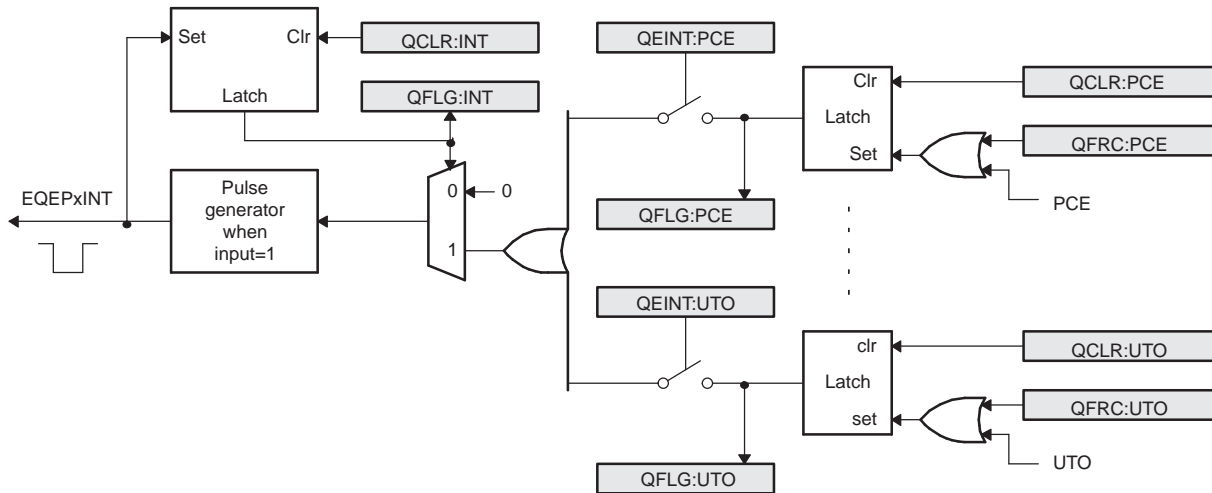 Set
Clr
Latch
QCLR:INT
QFLG:INT
EQEPxINT
Pulse
generator
when
input=1
0
0
1
QEINT:PCE
QFLG:PCE
Clr
Latch
Set
QCLR:PCE
QFRC:PCE
PCE
QEINT:UTO
QFLG:UTO
clr
Latch
set
QCLR:UTO
QFRC:UTO
UTO